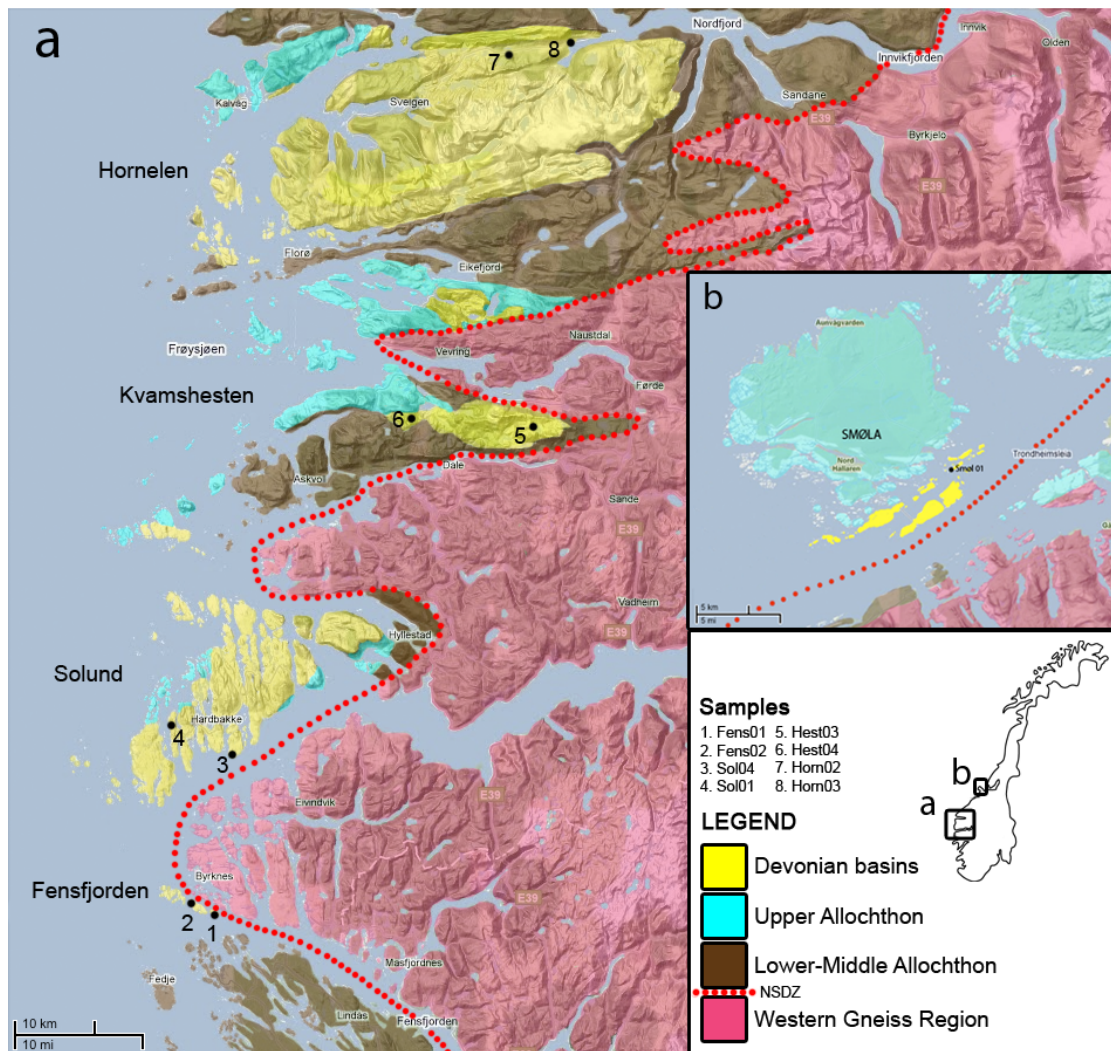 a
Nordfjord
Innvik
Innvikfjorden
Olden
8
7
Kalvåg
Svelgen
Sandane
E39
Byrkjelo
Hornelen
E39
Florø
Eikefjord
Frøysjøen
Naustdal
Vevring
Førde
Kvamshesten
6
5
Askvoll
Dale
Sande
E39
Vadheim
Hyllestad
E39
Solund
Hardbakke
4
3
Eivindvik
E39
Fensfjorden
Byrknes
2
1
E39
Masfjordnes
Fedje
Lindås
Fensfjorden
10 km
10 mi
b
Aunvågvarden
SMØLA
Nord
Hallaren
Smøl 01
Trondheimsleia
5 km
5 mi
Samples
1. Fens01 5. Hest03
2. Fens02 6. Hest04
3. Sol04 7. Horn02
4. Sol01 8. Horn03
b
a
LEGEND
Devonian basins
Upper Allochthon
Lower-Middle Allochthon
NSDZ
Western Gneiss Region